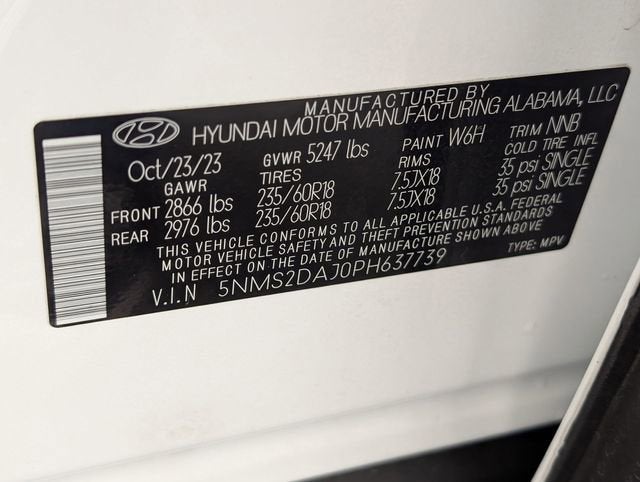 MANUFACTURED BY
HYUNDAI MOTOR MANUFACTURING ALABAMA, LLC
Oct/23/23 GVWR 5247 lbs PAINT W6H TRIM NNB
GAWR TIRES RIMS COLD TIRE INFL
FRONT 2866 lbs 235/60R18 7.5JX18 35 psi SINGLE
REAR 2976 lbs 235/60R18 7.5JX18 35 psi SINGLE
THIS VEHICLE CONFORMS TO ALL APPLICABLE U.S.A. FEDERAL
MOTOR VEHICLE SAFETY AND THEFT PREVENTION STANDARDS
IN EFFECT ON THE DATE OF MANUFACTURE SHOWN ABOVE
V.I.N 5NMS2DAJ0PH637739 TYPE: MPV